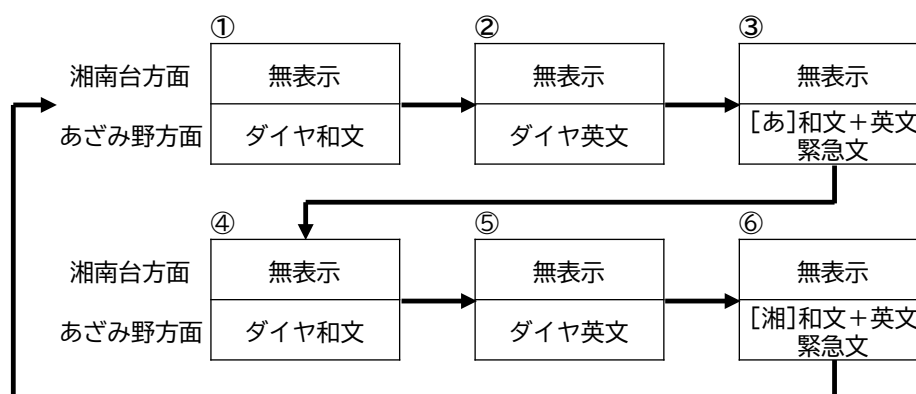 ① ② ③
湘南台方面 無表示 無表示 無表示
あざみ野方面 ダイヤ和文 ダイヤ英文 [あ]和文+英文
緊急文
④ ⑤ ⑥
湘南台方面 無表示 無表示 無表示
あざみ野方面 ダイヤ和文 ダイヤ英文 [湘]和文+英文
緊急文